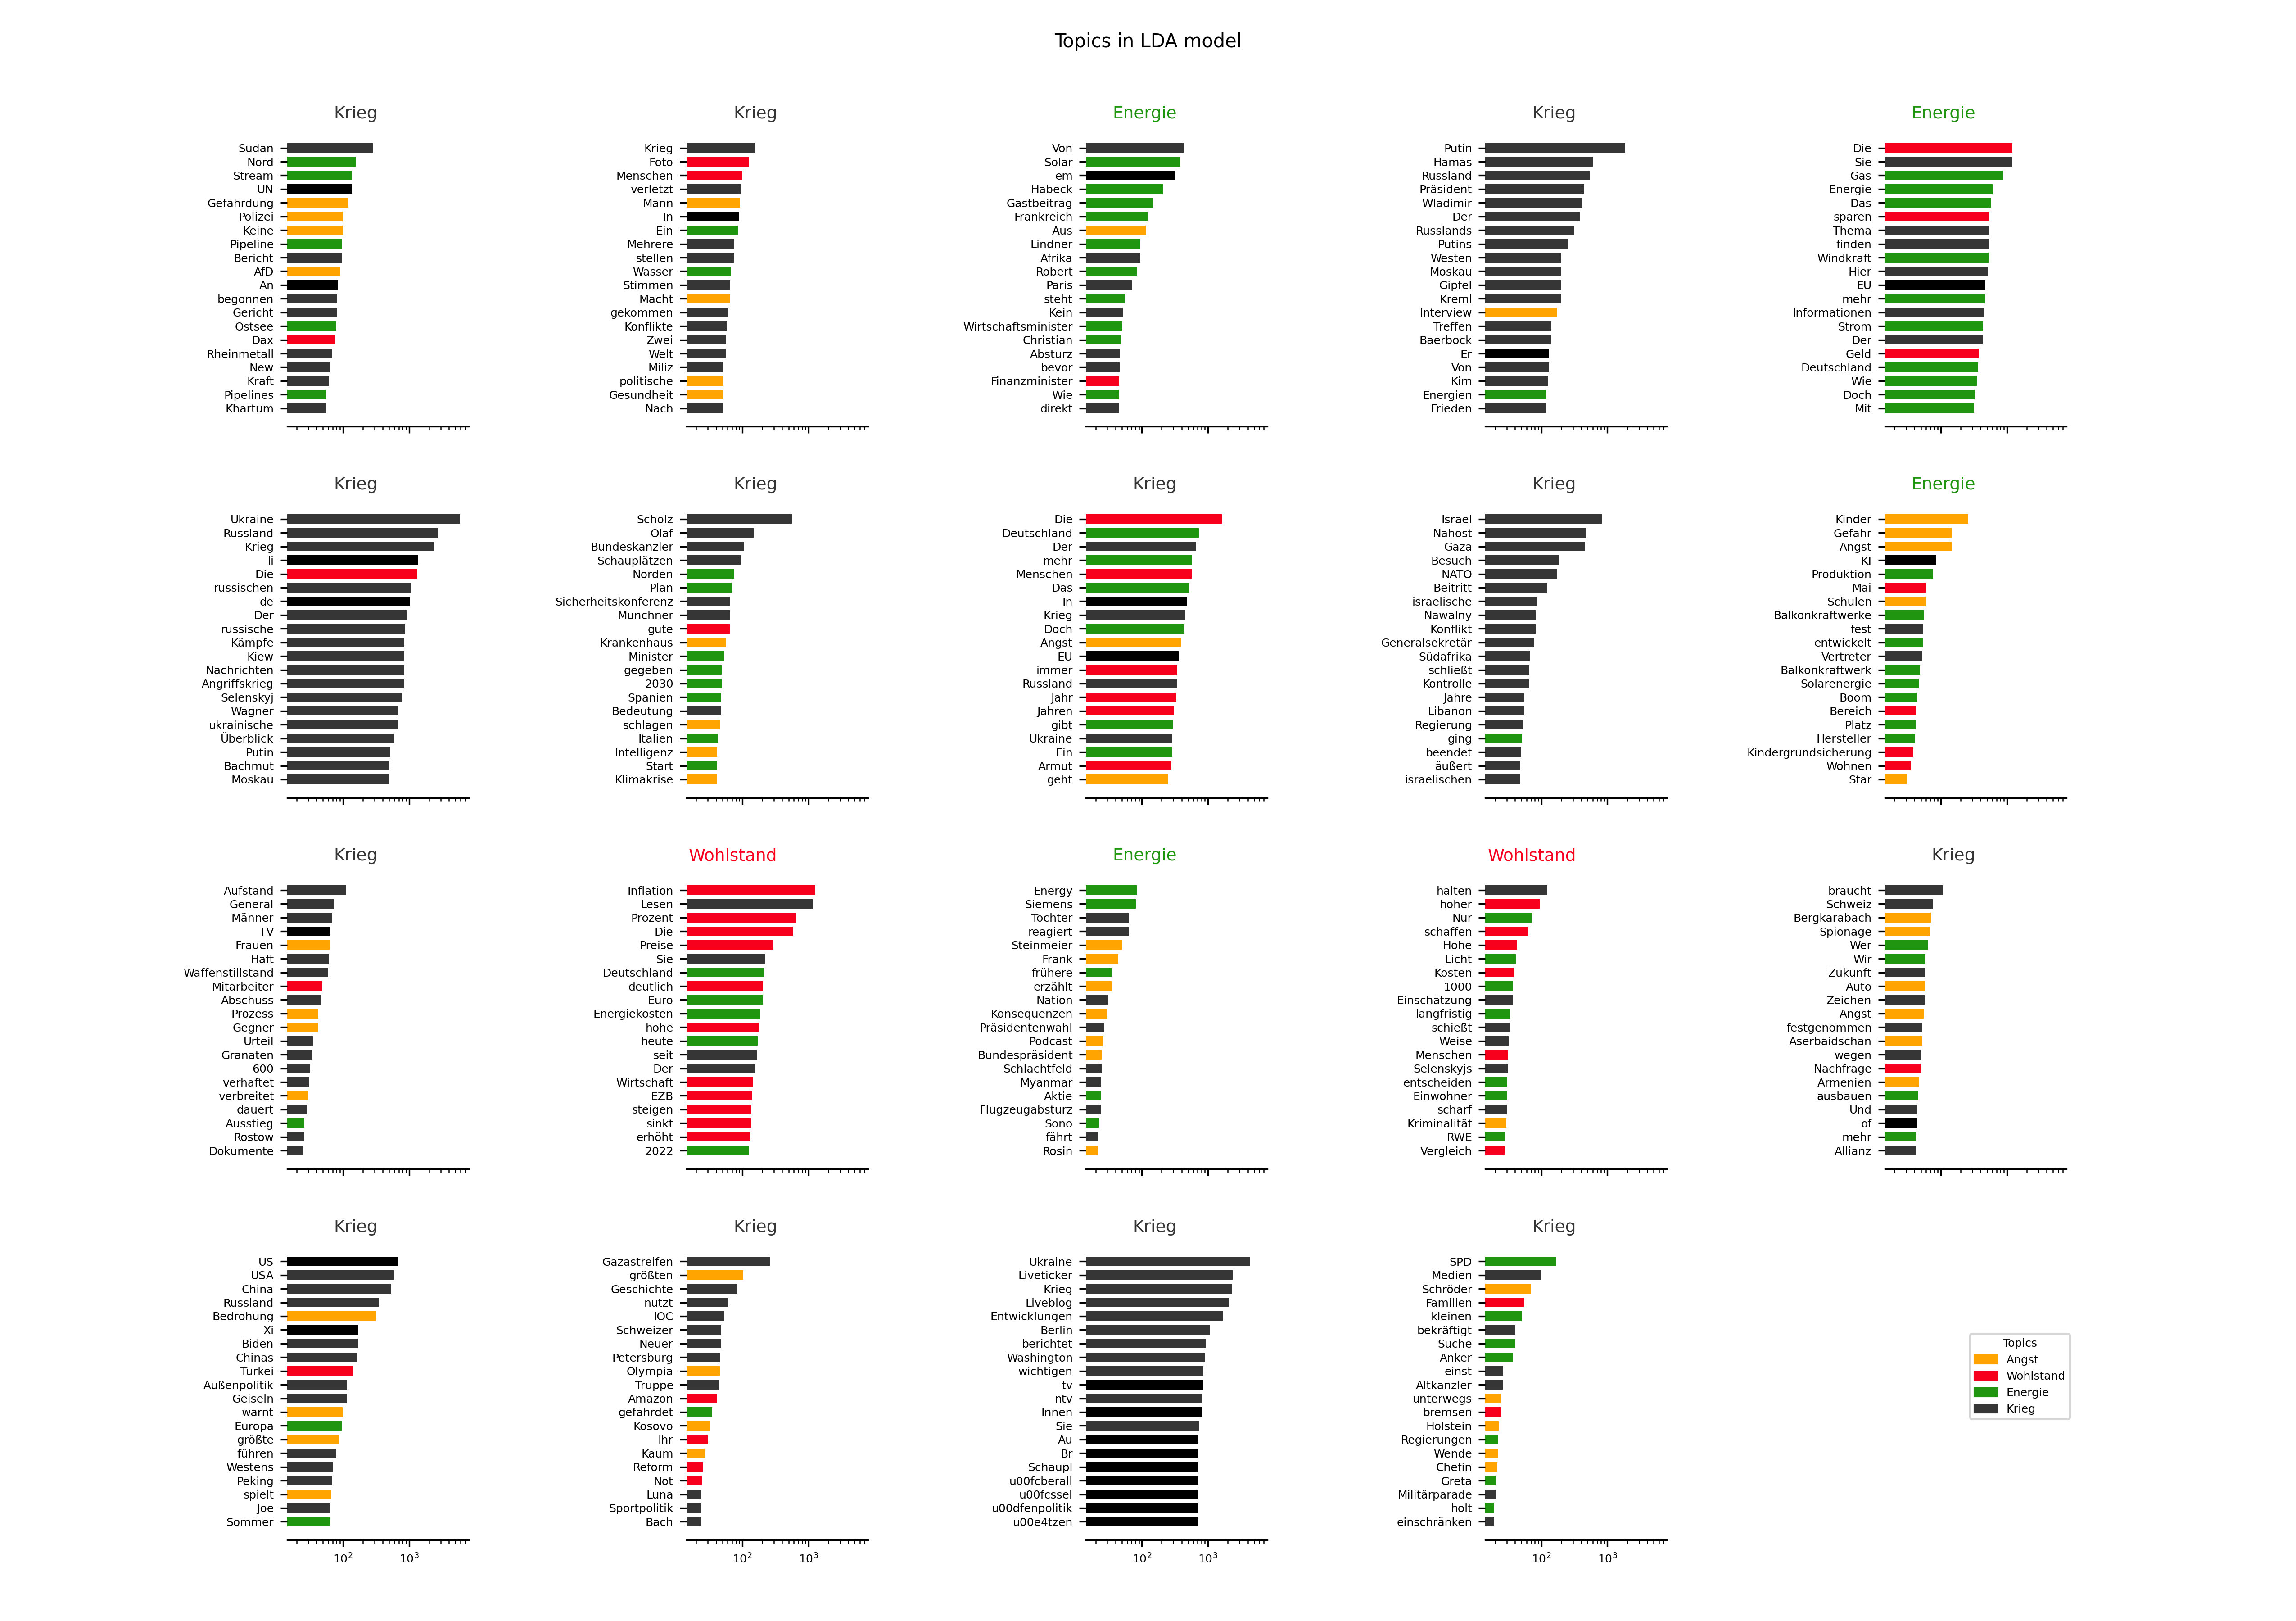 Topics in LDA model
Krieg
Sudan
Nord
Stream
UN
Gefährdung
Polizei
Keine
Pipeline
Bericht
AfD
An
begonnen
Gericht
Ostsee
Dax
Rheinmetall
New
Kraft
Pipelines
Khartum
Krieg
Krieg
Foto
Menschen
verletzt
Mann
In
Ein
Mehrere
stellen
Wasser
Stimmen
Macht
gekommen
Konflikte
Zwei
Welt
Miliz
politische
Gesundheit
Nach
Energie
Von
Solar
em
Habeck
Gastbeitrag
Frankreich
Aus
Lindner
Afrika
Robert
Paris
steht
Kein
Wirtschaftsminister
Christian
Absturz
bevor
Finanzminister
Wie
direkt
Krieg
Putin
Hamas
Russland
Präsident
Wladimir
Der
Russlands
Putins
Westen
Moskau
Gipfel
Kreml
Interview
Treffen
Baerbock
Er
Von
Kim
Energien
Frieden
Energie
Die
Sie
Gas
Energie
Das
sparen
Thema
finden
Windkraft
Hier
EU
mehr
Informationen
Strom
Der
Geld
Deutschland
Wie
Doch
Mit
Krieg
Ukraine
Russland
Krieg
li
Die
russischen
de
Der
russische
Kämpfe
Kiew
Nachrichten
Angriffskrieg
Selenskyj
Wagner
ukrainische
Überblick
Putin
Bachmut
Moskau
Krieg
Scholz
Olaf
Bundeskanzler
Schauplätzen
Norden
Plan
Sicherheitskonferenz
Münchner
gute
Krankenhaus
Minister
gegeben
2030
Spanien
Bedeutung
schlagen
Italien
Intelligenz
Start
Klimakrise
Krieg
Die
Deutschland
Der
mehr
Menschen
Das
In
Krieg
Doch
Angst
EU
immer
Russland
Jahr
Jahren
gibt
Ukraine
Ein
Armut
geht
Krieg
Israel
Nahost
Gaza
Besuch
NATO
Beitritt
israelische
Nawalny
Konflikt
Generalsekretär
Südafrika
schließt
Kontrolle
Jahre
Libanon
Regierung
ging
beendet
äußert
israelischen
Energie
Kinder
Gefahr
Angst
KI
Produktion
Mai
Schulen
Balkonkraftwerke
fest
entwickelt
Vertreter
Balkonkraftwerk
Solarenergie
Boom
Bereich
Platz
Hersteller
Kindergrundsicherung
Wohnen
Star
Krieg
Aufstand
General
Männer
TV
Frauen
Haft
Waffenstillstand
Mitarbeiter
Abschuss
Prozess
Gegner
Urteil
Granaten
600
verhaftet
verbreitet
dauert
Ausstieg
Rostow
Dokumente
Wohlstand
Inflation
Lesen
Prozent
Die
Preise
Sie
Deutschland
deutlich
Euro
Energiekosten
hohe
heute
seit
Der
Wirtschaft
EZB
steigen
sinkt
erhöht
2022
Energie
Energy
Siemens
Tochter
reagiert
Steinmeier
Frank
frühere
erzählt
Nation
Konsequenzen
Präsidentenwahl
Podcast
Bundespräsident
Schlachtfeld
Myanmar
Aktie
Flugzeugabsturz
Sono
fährt
Rosin
Wohlstand
halten
hoher
Nur
schaffen
Hohe
Licht
Kosten
1000
Einschätzung
langfristig
schießt
Weise
Menschen
Selenskyjs
entscheiden
Einwohner
scharf
Kriminalität
RWE
Vergleich
Krieg
braucht
Schweiz
Bergkarabach
Spionage
Wer
Wir
Zukunft
Auto
Zeichen
Angst
festgenommen
Aserbaidschan
wegen
Nachfrage
Armenien
ausbauen
Und
of
mehr
Allianz
Krieg
US
USA
China
Russland
Bedrohung
Xi
Biden
Chinas
Türkei
Außenpolitik
Geiseln
warnt
Europa
größte
führen
Westens
Peking
spielt
Joe
Sommer
10² 10³
Krieg
Gazastreifen
größten
Geschichte
nutzt
IOC
Schweizer
Neuer
Petersburg
Olympia
Truppe
Amazon
gefährdet
Kosovo
Ihr
Kaum
Reform
Not
Luna
Sportpolitik
Bach
10² 10³
Krieg
Ukraine
Liveticker
Krieg
Liveblog
Entwicklungen
Berlin
berichtet
Washington
wichtigen
tv
ntv
Innen
Sie
Au
Br
Schaupl
u00fcberall
u00fcssel
u00dfenpolitik
u00e4tzen
10² 10³
Krieg
SPD
Medien
Schröder
Familien
kleinen
bekräftigt
Suche
Anker
einst
Altkanzler
unterwegs
bremsen
Holstein
Regierungen
Wende
Chefin
Greta
Militärparade
holt
einschränken
10² 10³
Topics
Angst
Wohlstand
Energie
Krieg